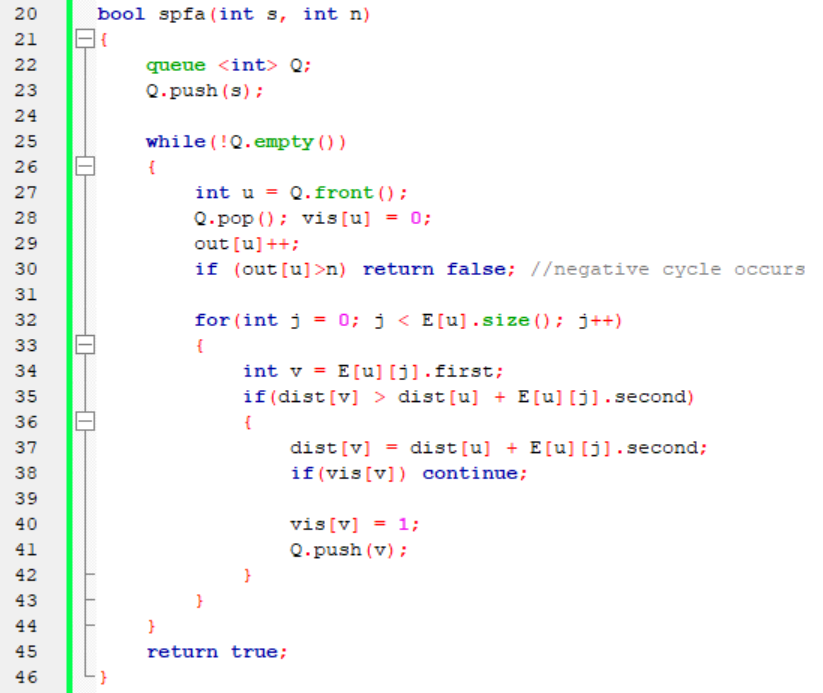 20 bool spfa(int s, int n)
21 {
22 queue <int> Q;
23 Q.push(s);
24
25 while(!Q.empty())
26 {
27 int u = Q.front();
28 Q.pop(); vis[u] = 0;
29 out[u]++;
30 if (out[u]>n) return false; //negative cycle occurs
31
32 for(int j = 0; j < E[u].size(); j++)
33 {
34 int v = E[u][j].first;
35 if(dist[v] > dist[u] + E[u][j].second)
36 {
37 dist[v] = dist[u] + E[u][j].second;
38 if(vis[v]) continue;
39
40 vis[v] = 1;
41 Q.push(v);
42 }
43 }
44 }
45 return true;
46 }